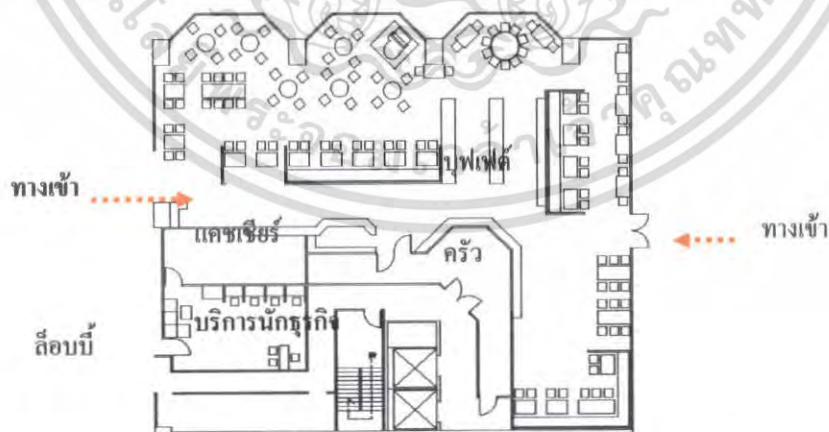 บุฟเฟต์
ทางเข้า
แคชเชียร์
ครัว
ทางเข้า
บริการนักธุรกิจ
ล็อบบี้